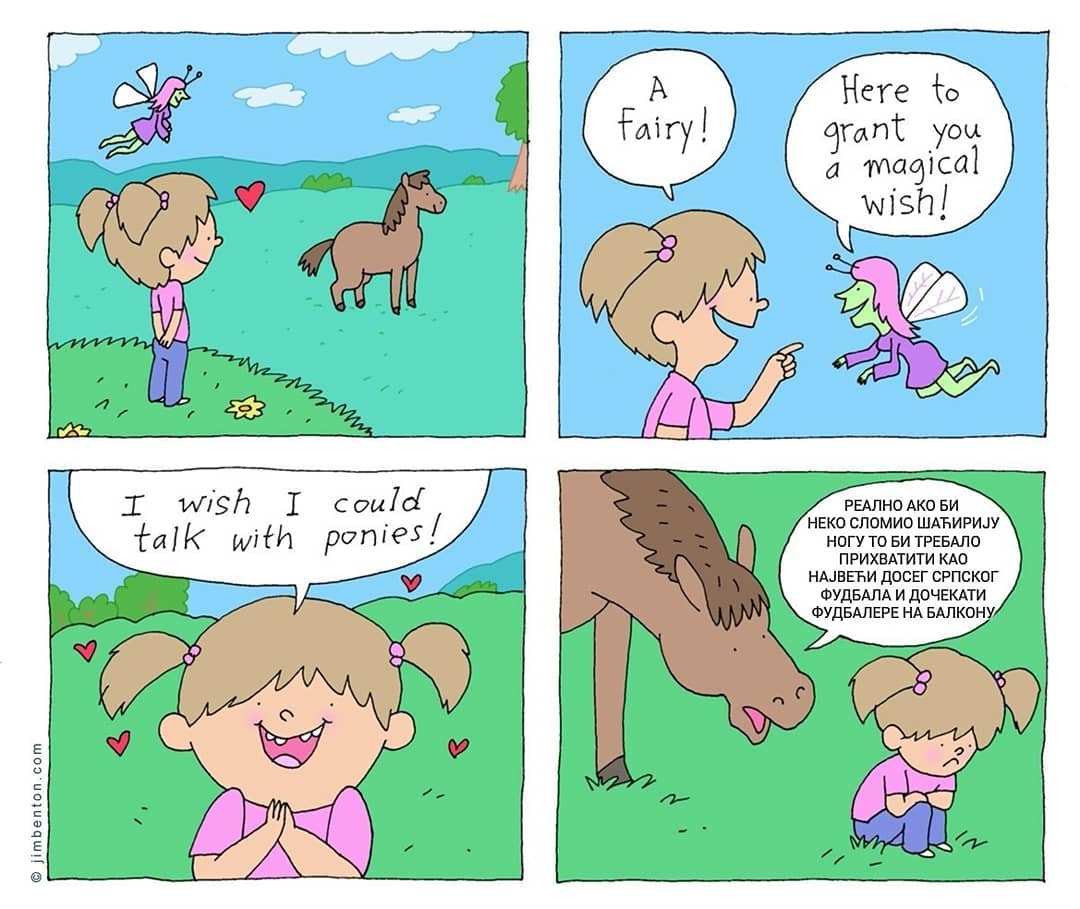 A
fairy!
Here to
grant you
a magical
wish!
I wish I could
talk with ponies!
РЕАЛНО АКО БИ
НЕКО СЛОМИО ШАЋИРИЈУ
НОГУ ТО БИ ТРЕБАЛО
ПРИХВАТИТИ КАО
НАЈВЕЋИ ДОСЕГ СРПСКОГ
ФУДБАЛА И ДОЧЕКАТИ
ФУДБАЛЕРЕ НА БАЛКОНУ
© jimbenton.com